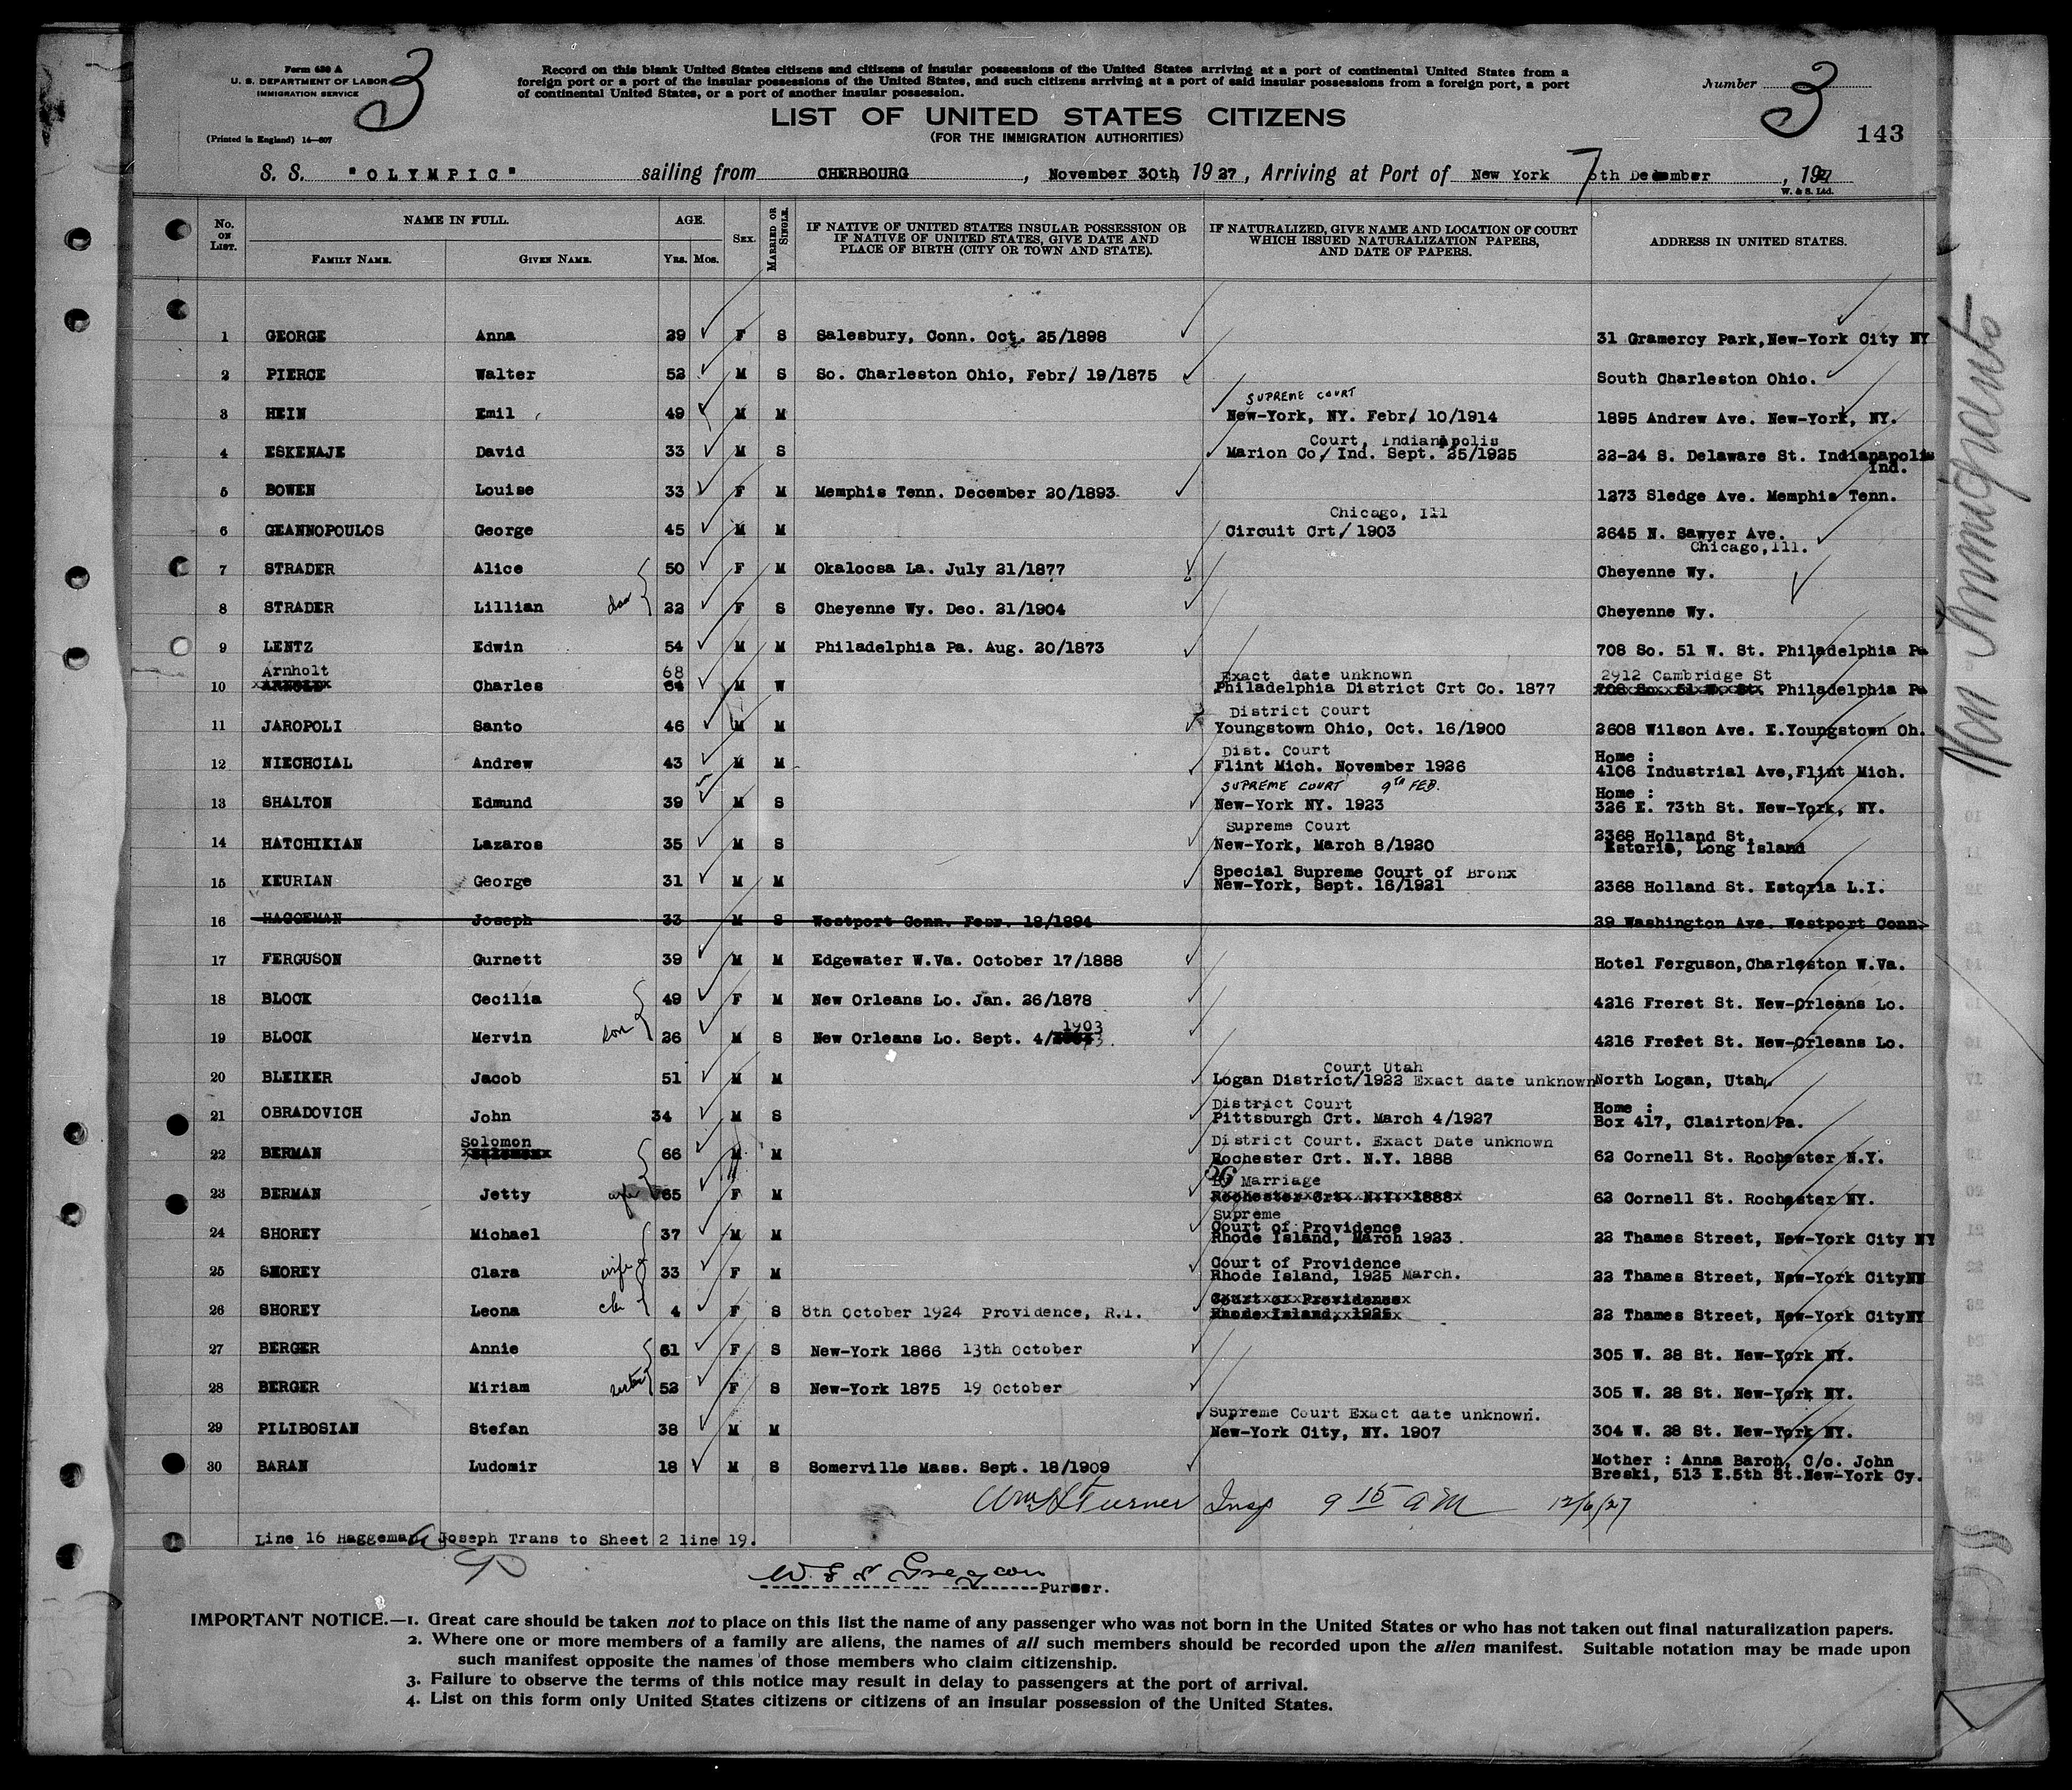 Form 630 A
U. S. DEPARTMENT OF LABOR
IMMIGRATION SERVICE
3
(Printed in England) 14—607
Record on this blank United States citizens and citizens of insular possessions of the United States arriving at a port of continental United States from a
foreign port or a port of the insular possessions of the United States, and such citizens arriving at a port of said insular possessions from a foreign port, a port
of continental United States, or a port of another insular possession.
Number 3
LIST OF UNITED STATES CITIZENS
(FOR THE IMMIGRATION AUTHORITIES)
143
S. S. "OLYMPIC" sailing from CHERBOURG, November 30th, 1927, Arriving at Port of New York 7th December, 1927
W. & S. Ltd.
No. ON LIST. NAME IN FULL. AGE. SEX. MARRIED OR SINGLE. IF NATIVE OF UNITED STATES INSULAR POSSESSION OR IF NATIVE OF UNITED STATES, GIVE DATE AND PLACE OF BIRTH (CITY OR TOWN AND STATE). IF NATURALIZED, GIVE NAME AND LOCATION OF COURT WHICH ISSUED NATURALIZATION PAPERS, AND DATE OF PAPERS. ADDRESS IN UNITED STATES.
FAMILY NAME. GIVEN NAME. YRS. MOS.
1 GEORGE Anna 29 F S Salesbury, Conn. Oct. 25/1898 31 Gramercy Park,New-York City NY
2 PIERCE Walter 52 M S So. Charleston Ohio, Febr/ 19/1875 South Charleston Ohio.
SUPREME COURT
3 HEIN Emil 49 M M New-York, NY. Febr/ 10/1914 1895 Andrew Ave. New-York, NY.
Court, Indianapolis
4 ESKENAJE David 33 M S Marion Co/ Ind. Sept. 25/1925 22-24 S. Delaware St. Indianapolis
Ind.
5 BOWEN Louise 33 F M Memphis Tenn. December 20/1893. 1273 Sledge Ave. Memphis Tenn.
Chicago, Ill
6 GEANNOPOULOS George 45 M M Circuit Crt/ 1903 2645 N. Sawyer Ave.
Chicago,Ill.
7 STRADER Alice 50 F M Okaloosa La. July 21/1877 Cheyenne Wy.
8 STRADER Lillian dau 22 F S Cheyenne Wy. Dec. 21/1904 Cheyenne Wy.
9 LENTZ Edwin 54 M M Philadelphia Pa. Aug. 20/1873 708 So. 51 W. St. Philadelphia Pa
Arnholt 68 Exact date unknown 2912 Cambridge St
10 ARNOLD Charles 64 M W Philadelphia District Crt Co. 1877 708 So. 51 W. St. Philadelphia Pa
District Court
11 JAROPOLI Santo 46 M M Youngstown Ohio, Oct. 16/1900 2608 Wilson Ave. E.Youngstown Oh.
Dist. Court Home :
12 NIECHCIAL Andrew 43 M M Flint Mich. November 1926 4106 Industrial Ave,Flint Mich.
SUPREME COURT 9th FEB. Home :
13 SHALTON Edmund 39 M S New-York NY. 1923 326 E. 73th St. New-York, NY.
Supreme Court 2368 Holland St.
14 HATCHIKIAN Lazaros 35 M S New-York, March 8/1920 Estoria, Long Island
Special Supreme Court of Bronx
15 KEURIAN George 31 M M New-York, Sept. 16/1921 2368 Holland St. Estoria L.I.
16 HAGGEMAN Joseph 33 M S Westport Conn. Febr. 18/1894 39 Washington Ave. Westport Conn.
17 FERGUSON Gurnett 39 M M Edgewater W.Va. October 17/1888 Hotel Ferguson,Charleston W.Va.
18 BLOCK Cecilia 49 F M New Orleans Lo. Jan. 26/1878 4216 Freret St. New-Orleans Lo.
1903
19 BLOCK Mervin son 26 M S New Orleans Lo. Sept. 4/ 4216 Freret St. New-Orleans Lo.
Court Utah
20 BLEIKER Jacob 51 M M Logan District/1922 Exact date unknown North Logan, Utah.
District Court Home :
21 OBRADOVICH John 34 M S Pittsburgh Crt. March 4/1927 Box 417, Clairton Pa.
Solomon District Court. Exact Date unknown
22 BERMAN 66 M M Rochester Crt. N.Y. 1888 62 Cornell St. Rochester N.Y.
26 By Marriage
23 BERMAN Jetty wife 65 F M Rochester Crt. N.Y. 1888 62 Cornell St. Rochester NY.
Supreme
Court of Providence
24 SHOREY Michael 37 M M Rhode Island, March 1923. 22 Thames Street, New-York City NY
Court of Providence
25 SHOREY Clara wife 33 F M Rhode Island, 1925 March. 22 Thames Street, New-York CityNY
Court of Providence
26 SHOREY Leona ch 4 F S 8th October 1924 Providence, R.I. Rhode Island, 1925 22 Thames Street, New-York CityNY
27 BERGER Annie 61 F S New-York 1866 13th October 305 W. 28 St. New-York NY.
28 BERGER Miriam sister 52 F S New-York 1875 19 October 305 W. 28 St. New-York NY.
Supreme Court Exact date unknown.
29 PILIBOSIAN Stefan 38 M M New-York City, NY. 1907 304 W. 28 St. New-York NY.
Mother : Anna Baron, C/o. John
30 BARAN Ludomir 18 M S Somerville Mass. Sept. 18/1909 Breski, 513 E.5th St.New-York Cy.
Wm H Turner Insp 9 15 AM 12/6/27
Line 16 Haggeman Joseph Trans to Sheet 2 line 19.
Purser.
IMPORTANT NOTICE.—1. Great care should be taken not to place on this list the name of any passenger who was not born in the United States or who has not taken out final naturalization papers.
2. Where one or more members of a family are aliens, the names of all such members should be recorded upon the alien manifest. Suitable notation may be made upon
such manifest opposite the names of those members who claim citizenship.
3. Failure to observe the terms of this notice may result in delay to passengers at the port of arrival.
4. List on this form only United States citizens or citizens of an insular possession of the United States.
Non Immigrants